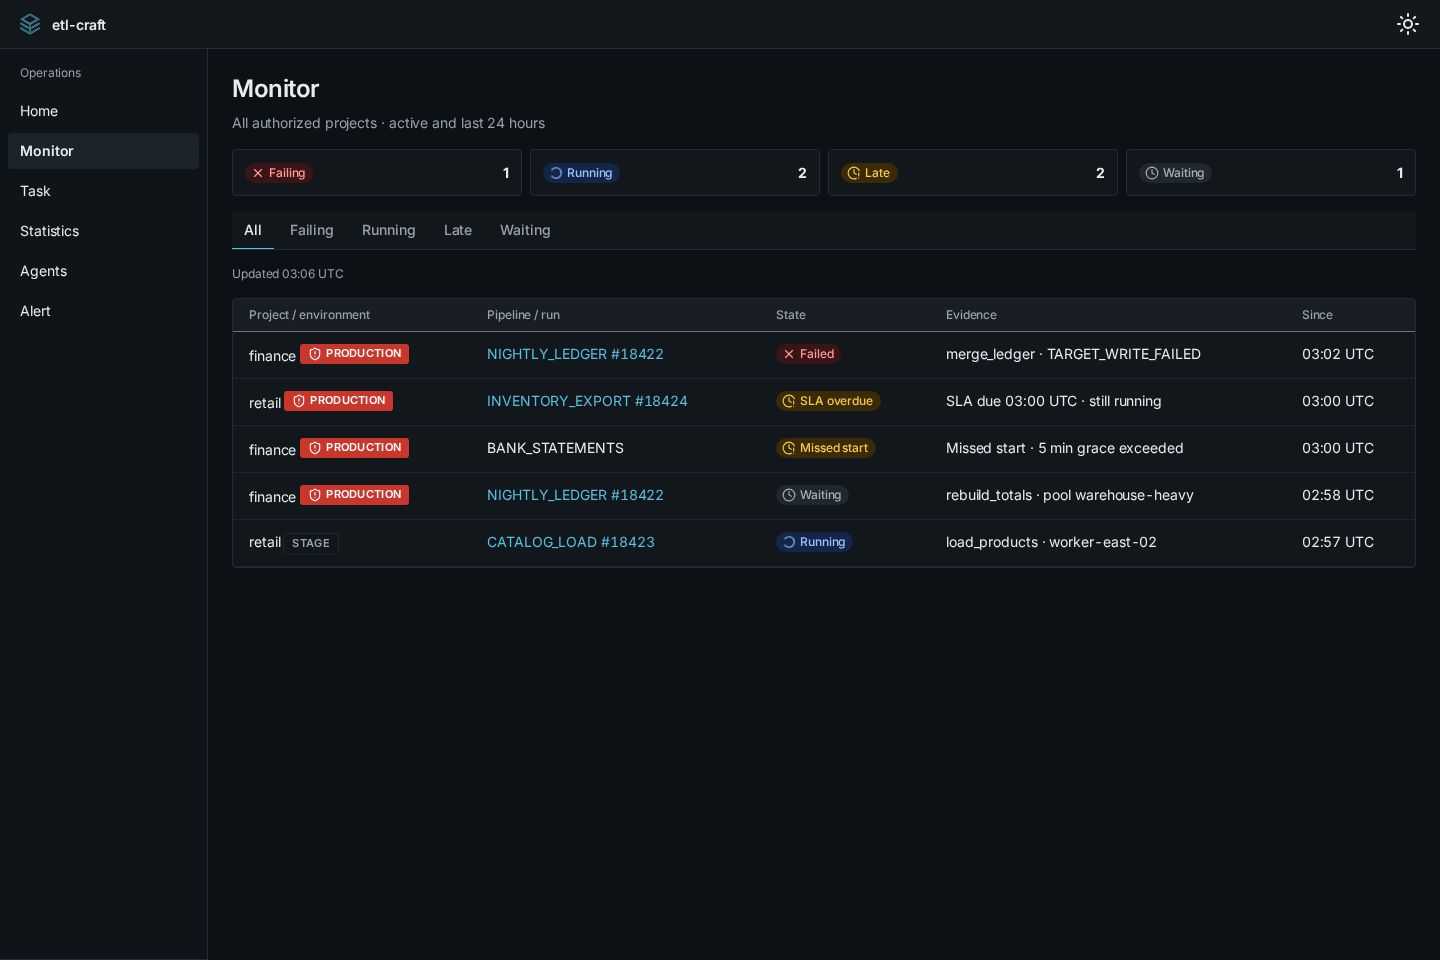 etl-craft
Operations
Home
Monitor
Task
Statistics
Agents
Alert
Monitor
All authorized projects · active and last 24 hours
Failing 1
Running 2
Late 2
Waiting 1
All Failing Running Late Waiting
Updated 03:06 UTC
Project / environment Pipeline / run State Evidence Since
finance PRODUCTION NIGHTLY_LEDGER #18422 Failed merge_ledger · TARGET_WRITE_FAILED 03:02 UTC
retail PRODUCTION INVENTORY_EXPORT #18424 SLA overdue SLA due 03:00 UTC · still running 03:00 UTC
finance PRODUCTION BANK_STATEMENTS Missed start Missed start · 5 min grace exceeded 03:00 UTC
finance PRODUCTION NIGHTLY_LEDGER #18422 Waiting rebuild_totals · pool warehouse-heavy 02:58 UTC
retail STAGE CATALOG_LOAD #18423 Running load_products · worker-east-02 02:57 UTC